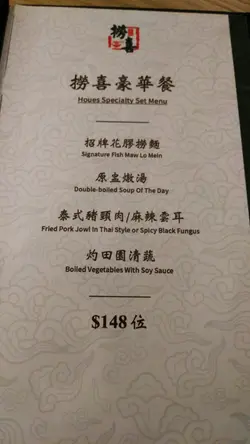 撈喜
撈喜豪華餐
Houes Specialty Set Menu
招牌花膠撈麵
Signature Fish Maw Lo Mein
原盅燉湯
Double-boiled Soup Of The Day
泰式豬頸肉/麻辣雲耳
Fried Pork Jowl In Thai Style or Spicy Black Fungus
灼田園清蔬
Boiled Vegetables With Soy Sauce
$148 位